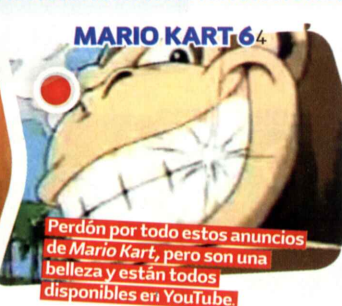 MARIO KART 64
Perdón por todo estos anuncios
de Mario Kart, pero son una
belleza y están todos
disponibles en YouTube.